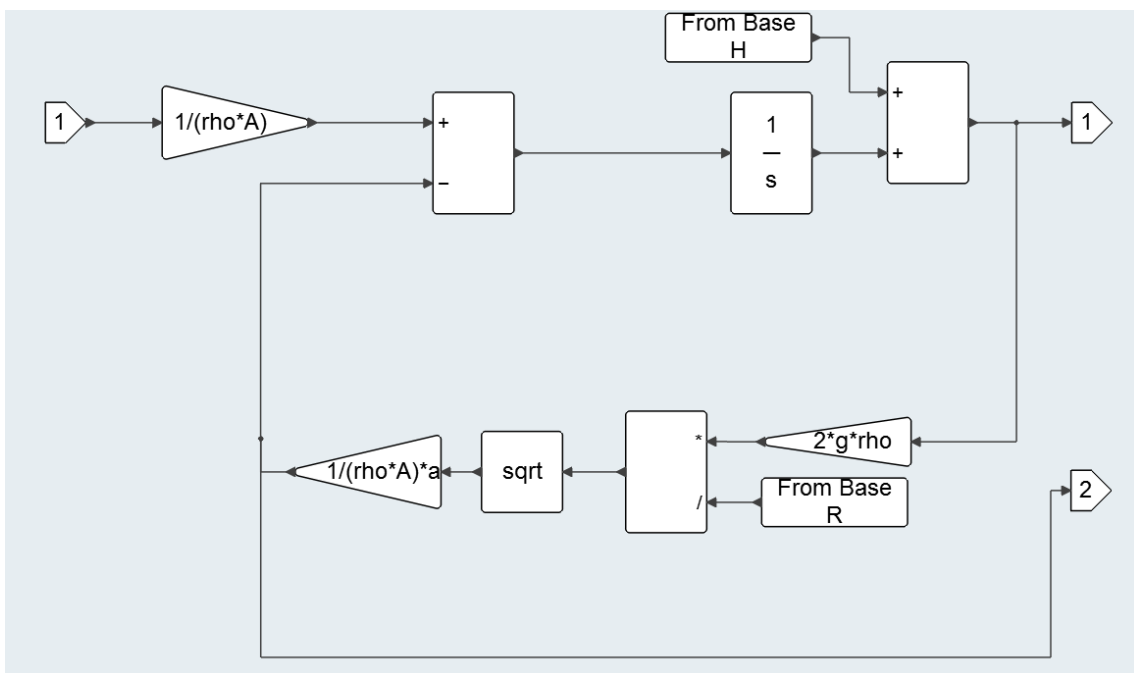 From Base
H
1
1/(rho*A)
+
−
1
—
s
+
+
1
1/(rho*A)*a
sqrt
*
/
2*g*rho
From Base
R
2